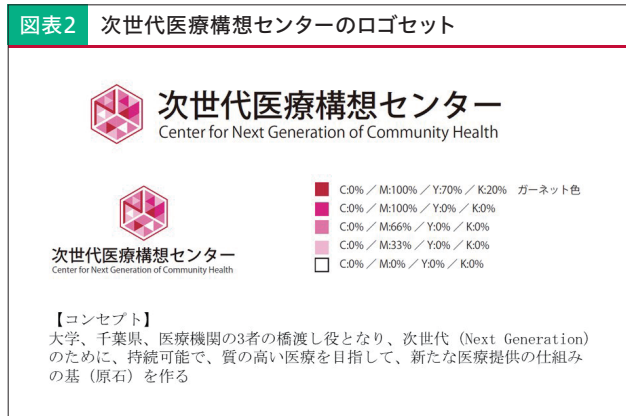 図表2 次世代医療構想センターのロゴセット
次世代医療構想センター
Center for Next Generation of Community Health
次世代医療構想センター
Center for Next Generation of Community Health
C:0% ／ M:100% ／ Y:70% ／ K:20% ガーネット色
C:0% ／ M:100% ／ Y:0% ／ K:0%
C:0% ／ M:66% ／ Y:0% ／ K:0%
C:0% ／ M:33% ／ Y:0% ／ K:0%
C:0% ／ M:0% ／ Y:0% ／ K:0%
【コンセプト】
大学、千葉県、医療機関の3者の橋渡し役となり、次世代（Next Generation）
のために、持続可能で、質の高い医療を目指して、新たな医療提供の仕組み
の基（原石）を作る